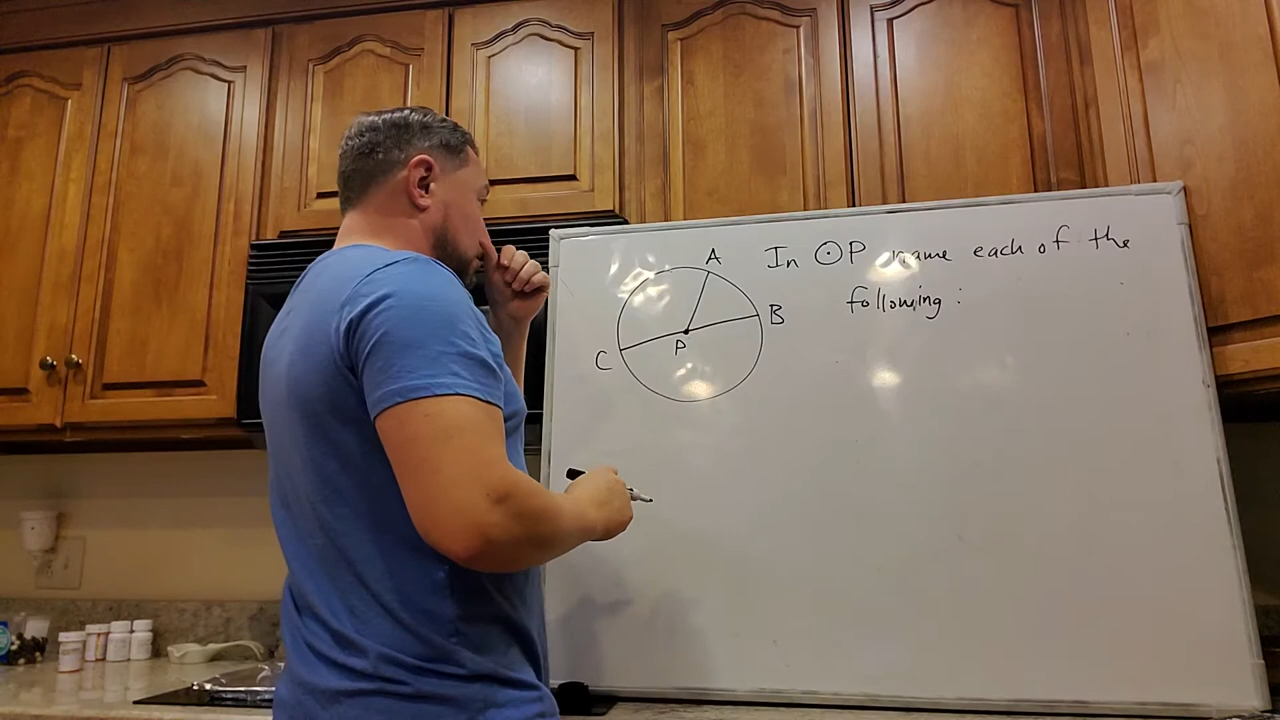 In ⊙P name each of the
following:
A
B
C
P